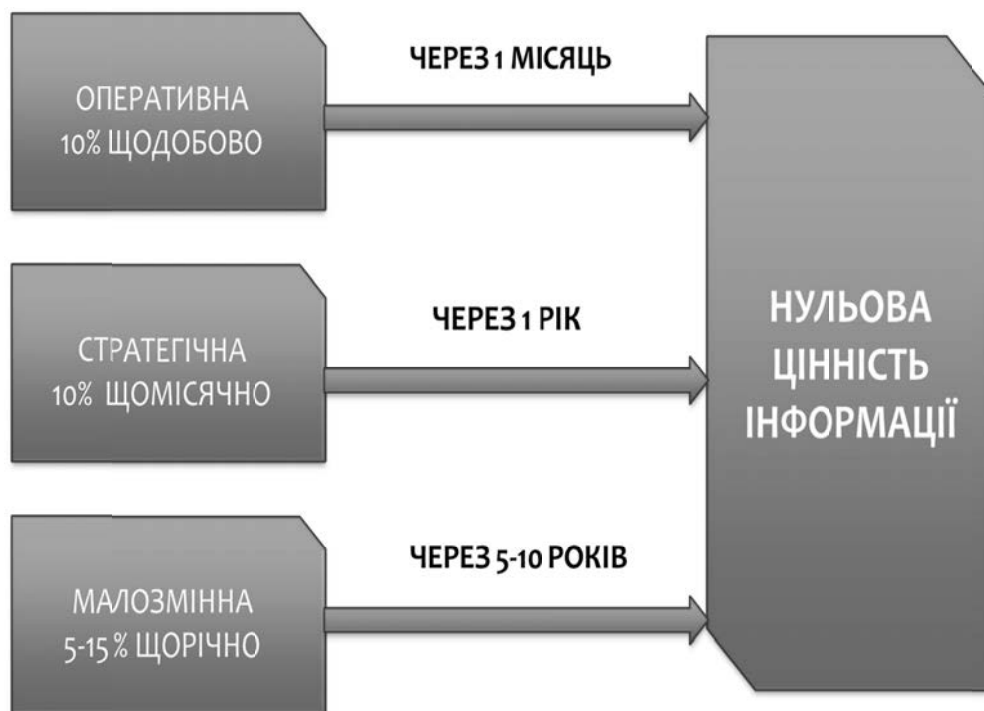 ОПЕРАТИВНА
10% ЩОДОБОВО
ЧЕРЕЗ 1 МІСЯЦЬ
СТРАТЕГІЧНА
10% ЩОМІСЯЧНО
ЧЕРЕЗ 1 РІК
МАЛОЗМІННА
5-15% ЩОРІЧНО
ЧЕРЕЗ 5-10 РОКІВ
НУЛЬОВА
ЦІННІСТЬ
ІНФОРМАЦІЇ